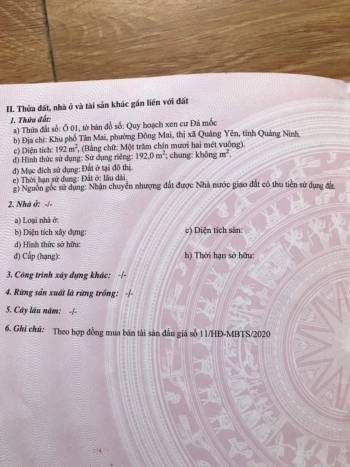 II. Thửa đất, nhà ở và tài sản khác gắn liền với đất
1. Thửa đất:
a) Thửa đất số: Ô 01, tờ bản đồ số: Quy hoạch xen cư Đá mốc
b) Địa chỉ: Khu phố Tân Mai, phường Đông Mai, thị xã Quảng Yên, tỉnh Quảng Ninh.
c) Diện tích: 192 m², (Bằng chữ: Một trăm chín mươi hai mét vuông).
d) Hình thức sử dụng: Sử dụng riêng: 192,0 m²; chung: không m².
đ) Mục đích sử dụng: Đất ở tại đô thị.
e) Thời hạn sử dụng: Đất ở: lâu dài.
g) Nguồn gốc sử dụng: Nhận chuyển nhượng đất được Nhà nước giao đất có thu tiền sử dụng đất.
2. Nhà ở: -/-
a) Loại nhà ở:
b) Diện tích xây dựng:
c) Diện tích sàn:
d) Hình thức sở hữu:
đ) Cấp (hạng):
h) Thời hạn sở hữu:
3. Công trình xây dựng khác: -/-
4. Rừng sản xuất là rừng trồng: -/-
5. Cây lâu năm: -/-
6. Ghi chú: Theo hợp đồng mua bán tài sản đấu giá số 11/HĐ-MBTS/2020